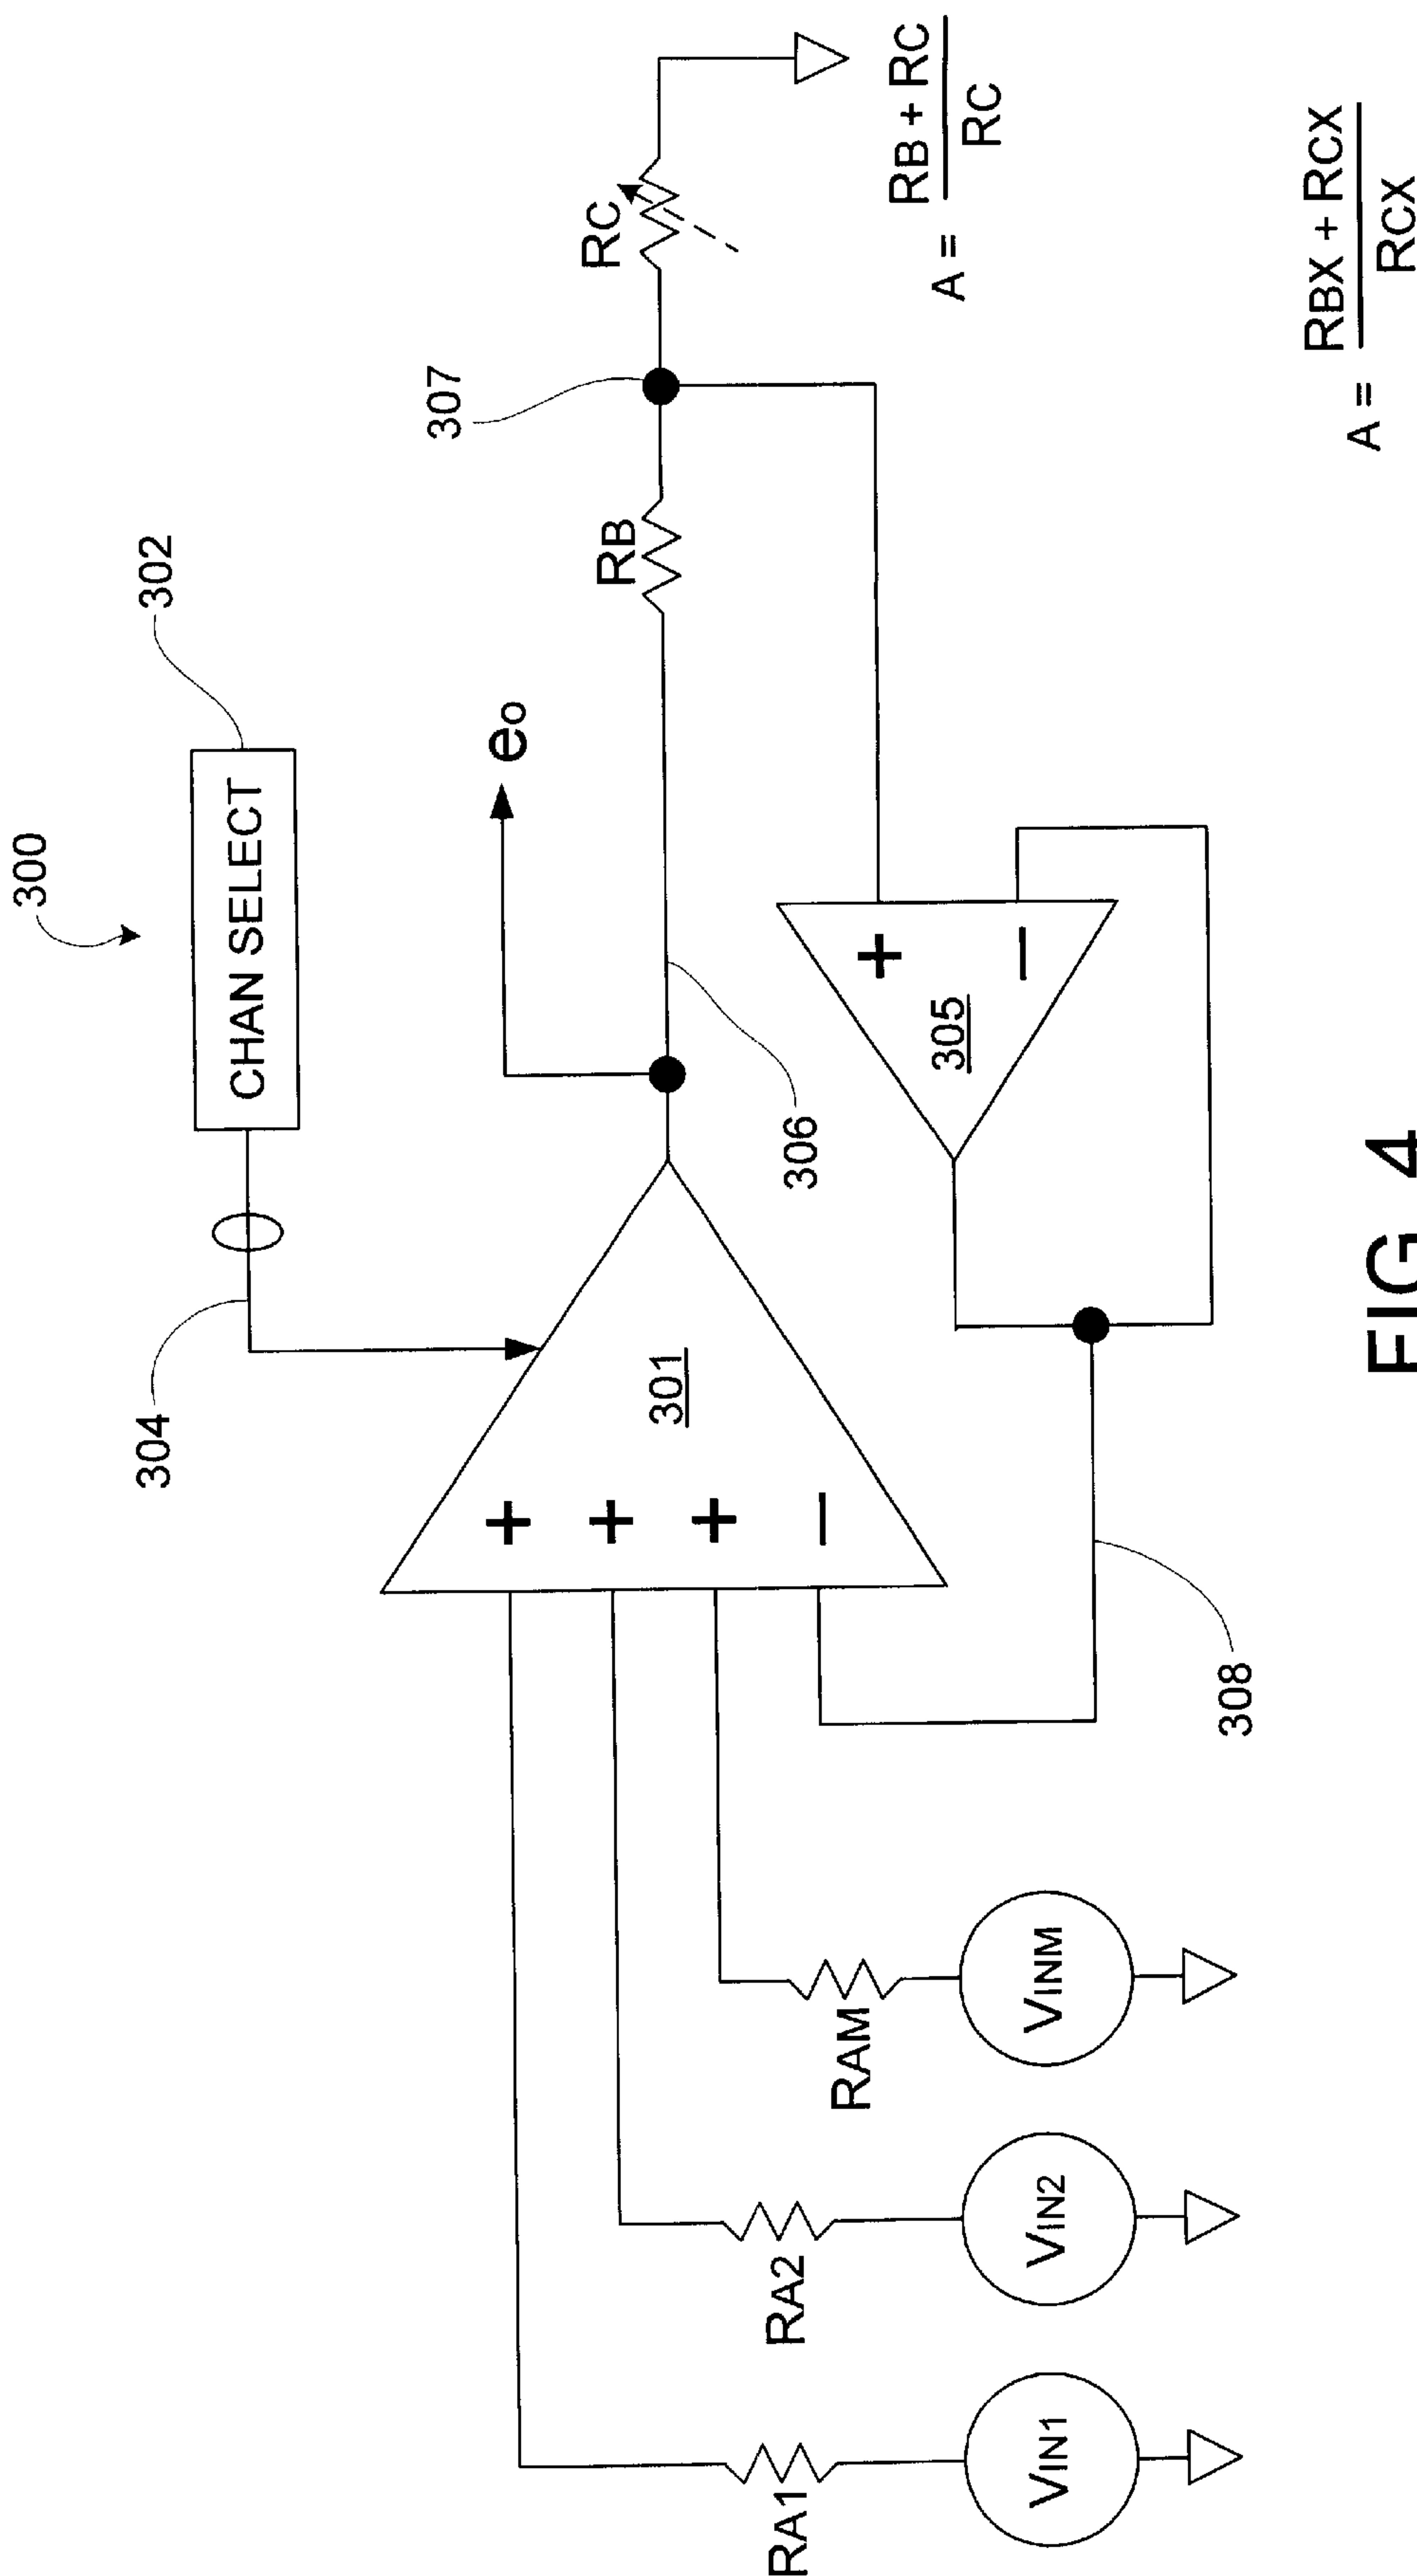 300
302
CHAN SELECT
304
eo
307
RB
RC
306
301
+
+
+
−
305
+
−
308
RA1
RA2
RAM
VIN1
VIN2
VINM
A = RB + RC
RC
A = RBX + RCX
RCX
FIG. 4